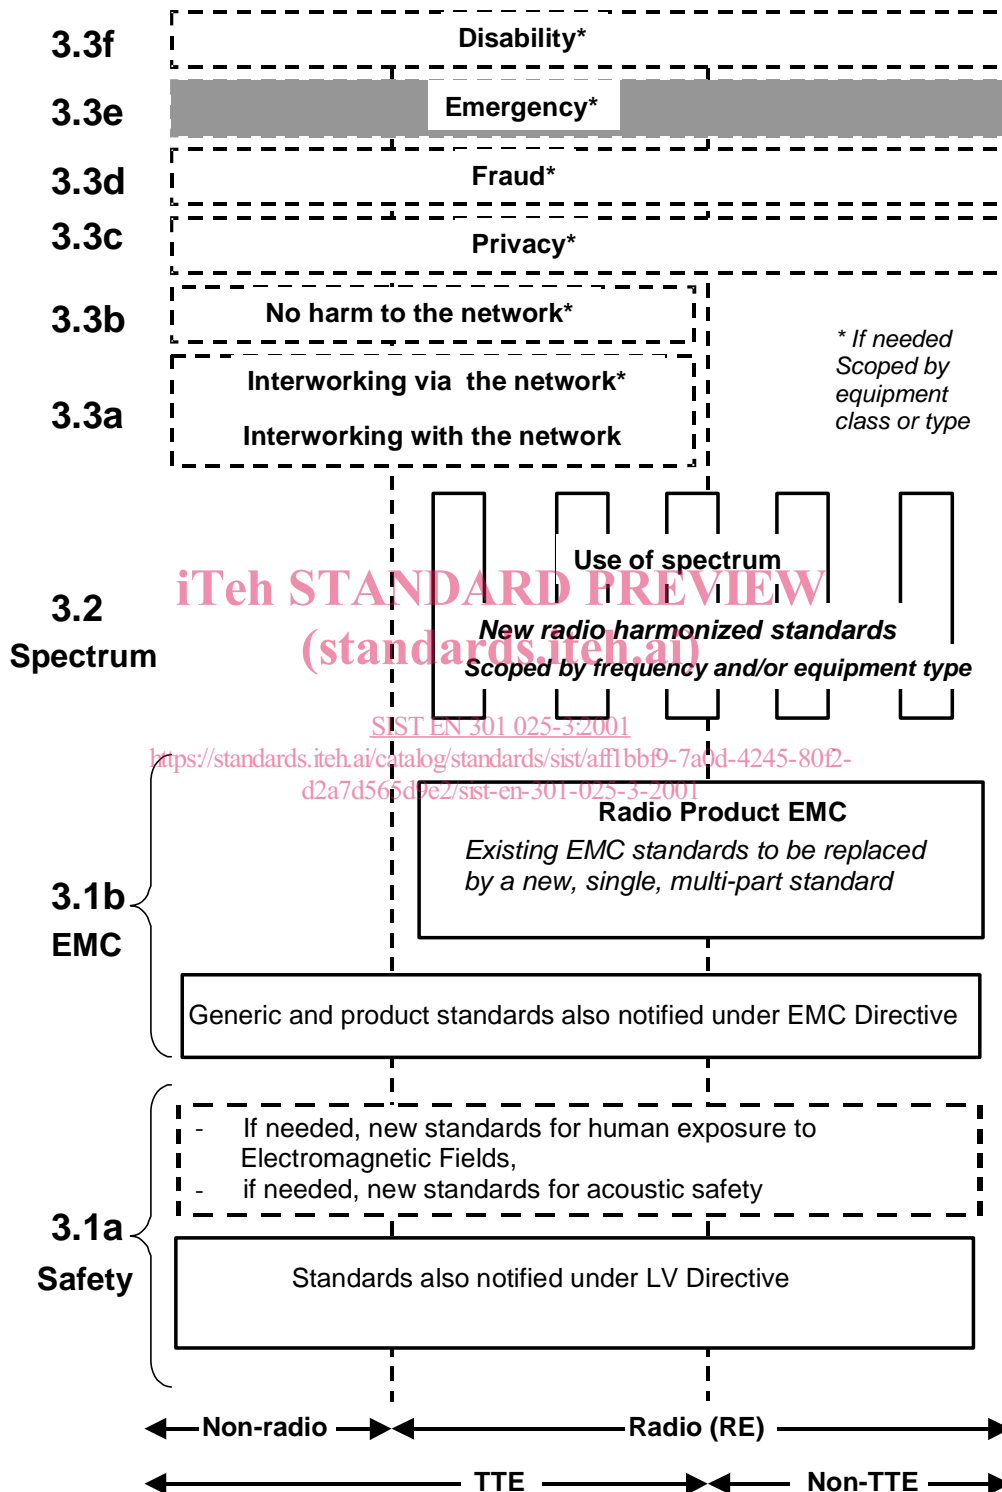 3.3f
Disability*
3.3e
Emergency*
3.3d
Fraud*
3.3c
Privacy*
3.3b
No harm to the network*
3.3a
Interworking via the network*
Interworking with the network
* If needed
Scoped by
equipment
class or type
3.2
Spectrum
Use of spectrum
New radio harmonized standards
Scoped by frequency and/or equipment type
iTeh STANDARD PREVIEW
(standards.iteh.ai)
SIST EN 301 025-3:2001
https://standards.iteh.ai/catalog/standards/sist/aff1bbf9-7a0d-4245-80f2-
d2a7d565d9e2/sist-en-301-025-3-2001
3.1b
EMC
Radio Product EMC
Existing EMC standards to be replaced
by a new, single, multi-part standard
Generic and product standards also notified under EMC Directive
3.1a
Safety
- If needed, new standards for human exposure to
Electromagnetic Fields,
- if needed, new standards for acoustic safety
Standards also notified under LV Directive
Non-radio
Radio (RE)
TTE
Non-TTE